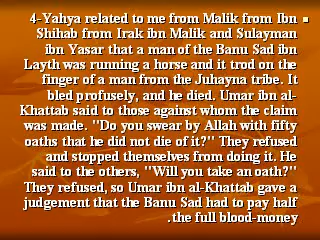 4-Yahya related to me from Malik from Ibn
Shihab from Irak ibn Malik and Sulayman
ibn Yasar that a man of the Banu Sad ibn
Layth was running a horse and it trod on the
finger of a man from the Juhayna tribe. It
bled profusely, and he died. Umar ibn al-
Khattab said to those against whom the claim
was made. "Do you swear by Allah with fifty
oaths that he did not die of it?" They refused
and stopped themselves from doing it. He
said to the others, "Will you take an oath?"
They refused, so Umar ibn al-Khattab gave a
judgement that the Banu Sad had to pay half
.the full blood-money